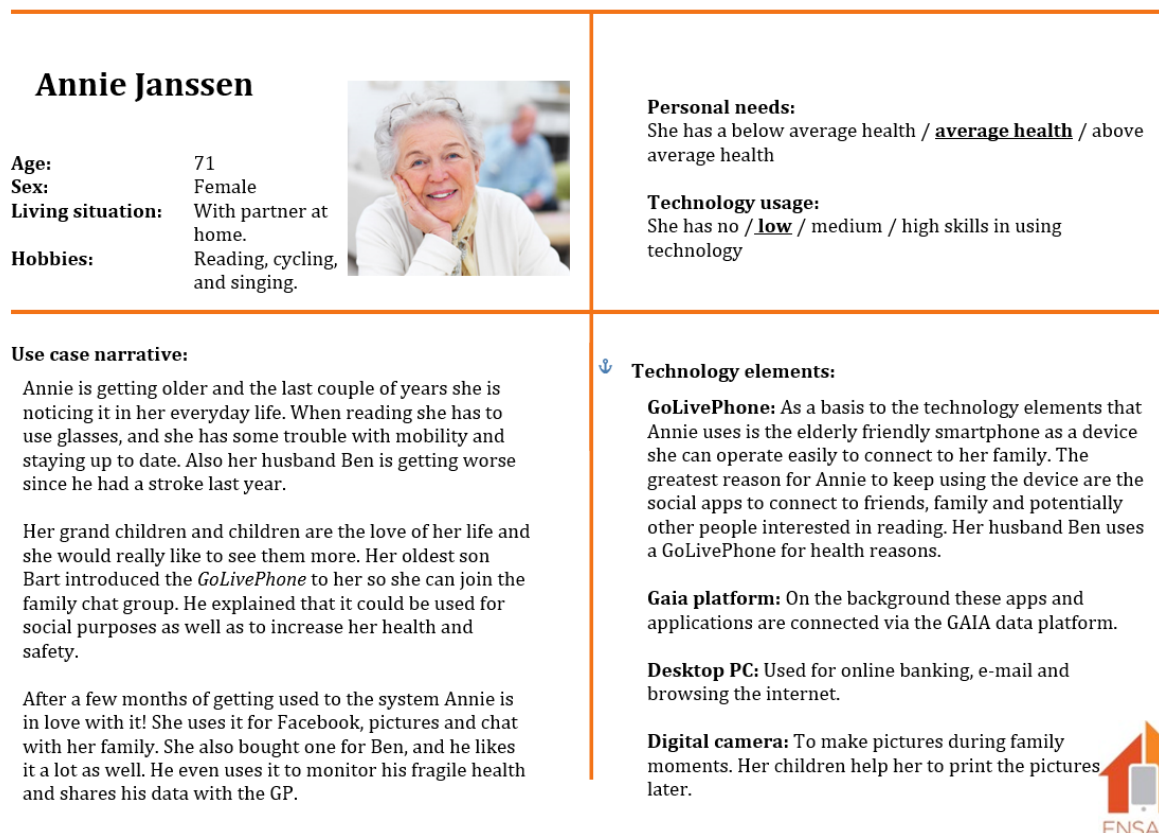 Annie Janssen
Age: 71
Sex: Female
Living situation: With partner at
home.
Hobbies: Reading, cycling,
and singing.
Personal needs:
She has a below average health / average health / above
average health
Technology usage:
She has no / low / medium / high skills in using
technology
Use case narrative:
Annie is getting older and the last couple of years she is
noticing it in her everyday life. When reading she has to
use glasses, and she has some trouble with mobility and
staying up to date. Also her husband Ben is getting worse
since he had a stroke last year.
Her grand children and children are the love of her life and
she would really like to see them more. Her oldest son
Bart introduced the GoLivePhone to her so she can join the
family chat group. He explained that it could be used for
social purposes as well as to increase her health and
safety.
After a few months of getting used to the system Annie is
in love with it! She uses it for Facebook, pictures and chat
with her family. She also bought one for Ben, and he likes
it a lot as well. He even uses it to monitor his fragile health
and shares his data with the GP.
Technology elements:
GoLivePhone: As a basis to the technology elements that
Annie uses is the elderly friendly smartphone as a device
she can operate easily to connect to her family. The
greatest reason for Annie to keep using the device are the
social apps to connect to friends, family and potentially
other people interested in reading. Her husband Ben uses
a GoLivePhone for health reasons.
Gaia platform: On the background these apps and
applications are connected via the GAIA data platform.
Desktop PC: Used for online banking, e-mail and
browsing the internet.
Digital camera: To make pictures during family
moments. Her children help her to print the pictures
later.
ENSA